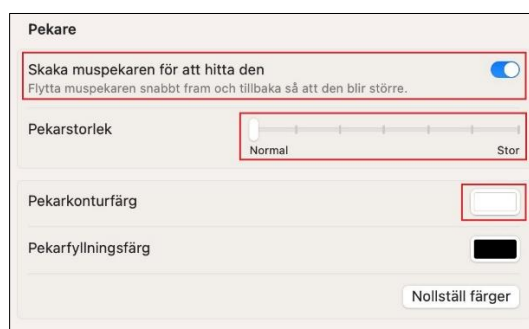 Pekare
Skaka muspekaren för att hitta den
Flytta muspekaren snabbt fram och tillbaka så att den blir större.
Pekarstorlek
Normal Stor
Pekarkonturfärg
Pekarfyllningsfärg
Nollställ färger